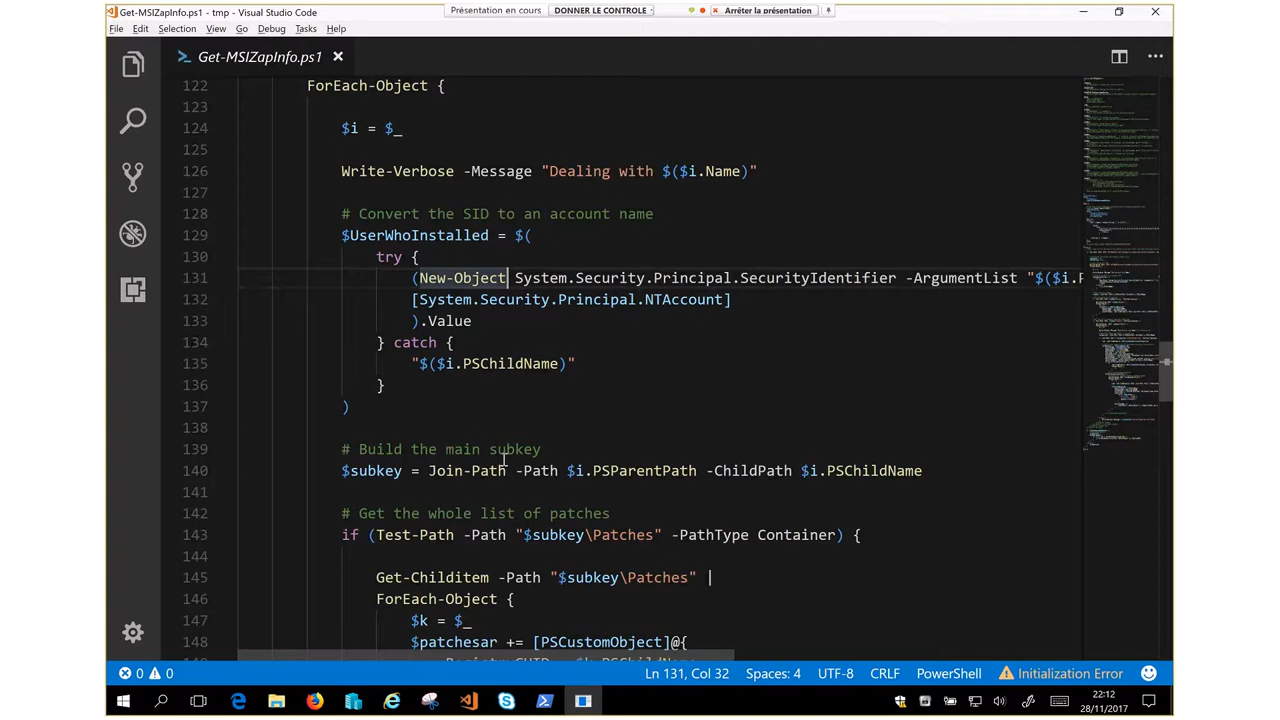 Get-MSIZapInfo.ps1 - tmp - Visual Studio Code
Présentation en cours
DONNER LE CONTROLE
Arrêter la présentation
File Edit Selection View Go Debug Tasks Help
Get-MSIZapInfo.ps1
122 ForEach-Object {
123
124 $i = $_
125
126 Write-Verbose -Message "Dealing with $($i.Name)"
127
128 # Convert the SID to an account name
129 $UserWhoInstalled = $(
130 try {
131 (New-Object System.Security.Principal.SecurityIdentifier -ArgumentList "$($i.
132 [System.Security.Principal.NTAccount]
133 ).Value
134 } catch {
135 "$($i.PSChildName)"
136 }
137 )
138
139 # Build the main subkey
140 $subkey = Join-Path -Path $i.PSParentPath -ChildPath $i.PSChildName
141
142 # Get the whole list of patches
143 if (Test-Path -Path "$subkey\Patches" -PathType Container) {
144
145 Get-Childitem -Path "$subkey\Patches" |
146 ForEach-Object {
147 $k = $_
148 $patchesar += [PSCustomObject]@{
0 0 Ln 131, Col 32 Spaces: 4 UTF-8 CRLF PowerShell Initialization Error
22:12
28/11/2017